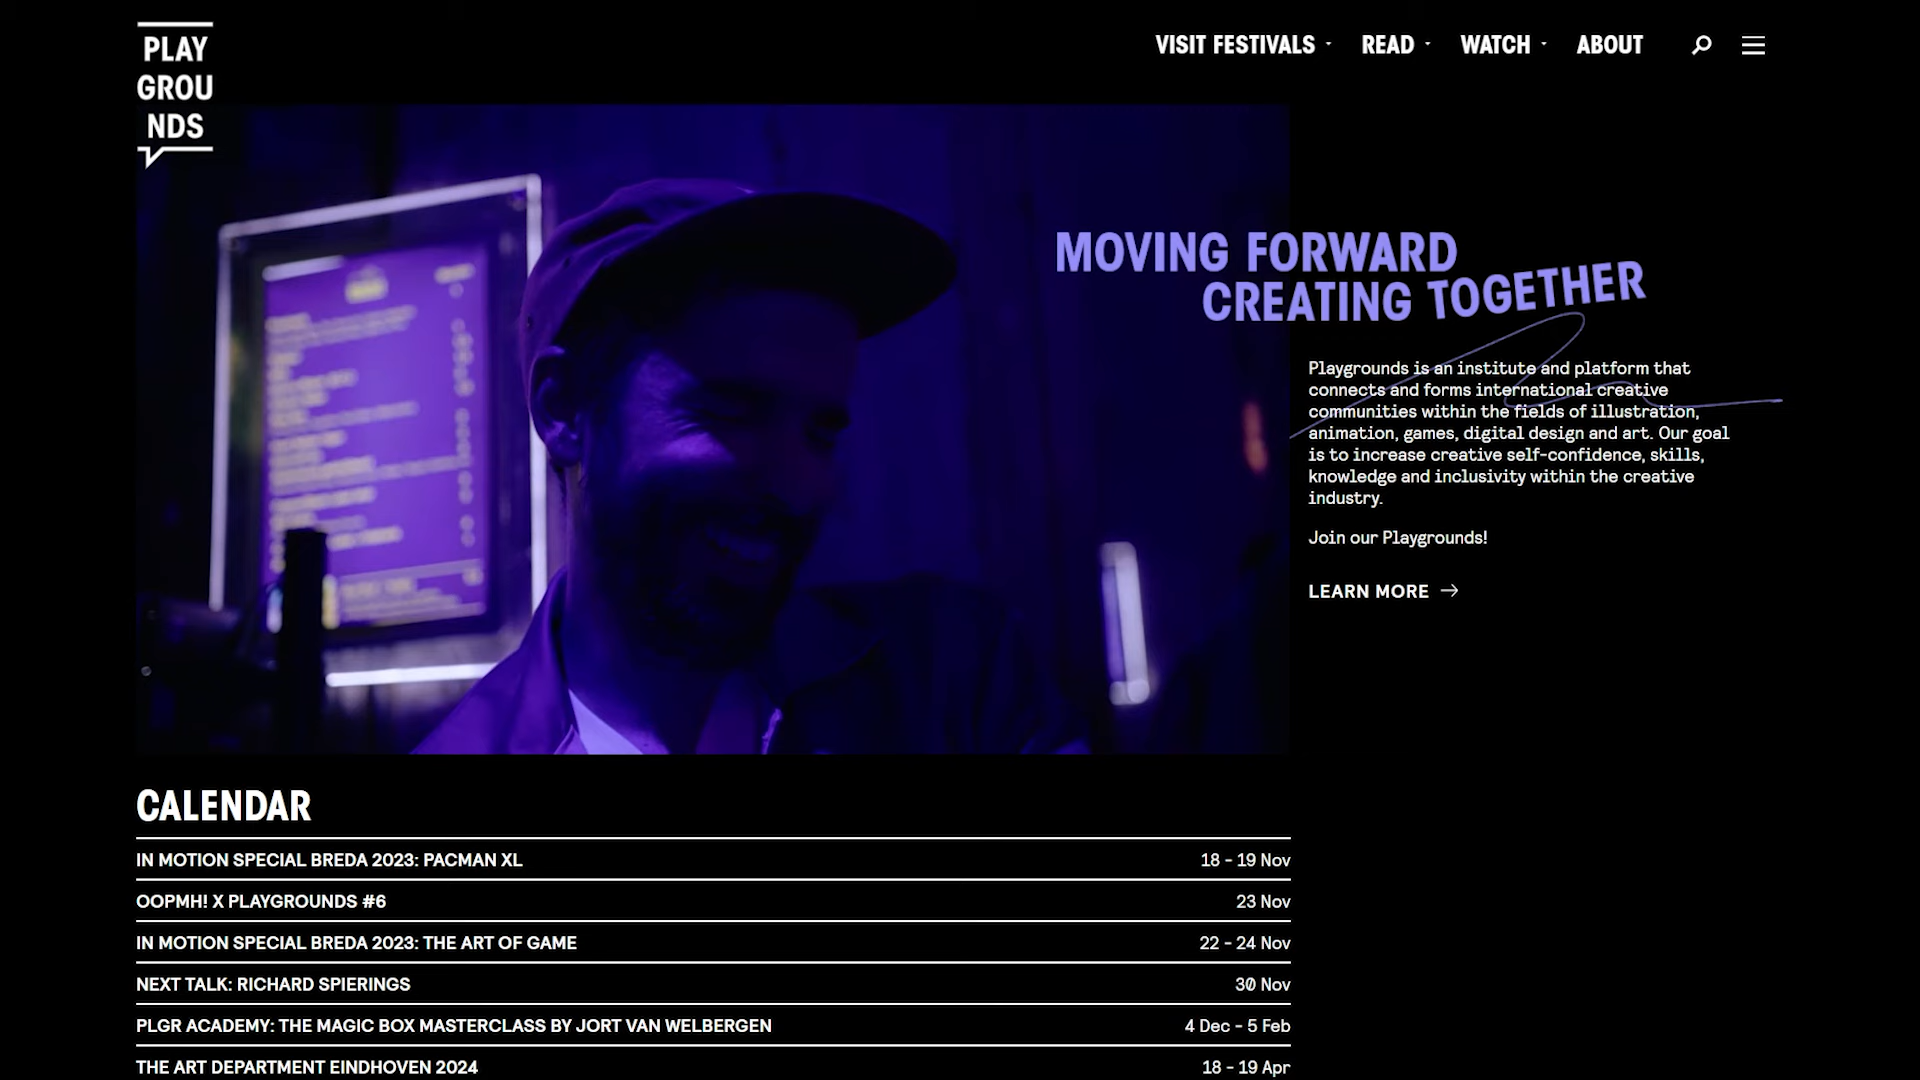 PLAY
GROU
NDS
VISIT FESTIVALS
READ
WATCH
ABOUT
MOVING FORWARD
CREATING TOGETHER
Playgrounds is an institute and platform that
connects and forms international creative
communities within the fields of illustration,
animation, games, digital design and art. Our goal
is to increase creative self-confidence, skills,
knowledge and inclusivity within the creative
industry.
Join our Playgrounds!
LEARN MORE →
CALENDAR
IN MOTION SPECIAL BREDA 2023: PACMAN XL 18 - 19 Nov
OOPMH! X PLAYGROUNDS #6 23 Nov
IN MOTION SPECIAL BREDA 2023: THE ART OF GAME 22 - 24 Nov
NEXT TALK: RICHARD SPIERINGS 30 Nov
PLGR ACADEMY: THE MAGIC BOX MASTERCLASS BY JORT VAN WELBERGEN 4 Dec - 5 Feb
THE ART DEPARTMENT EINDHOVEN 2024 18 - 19 Apr